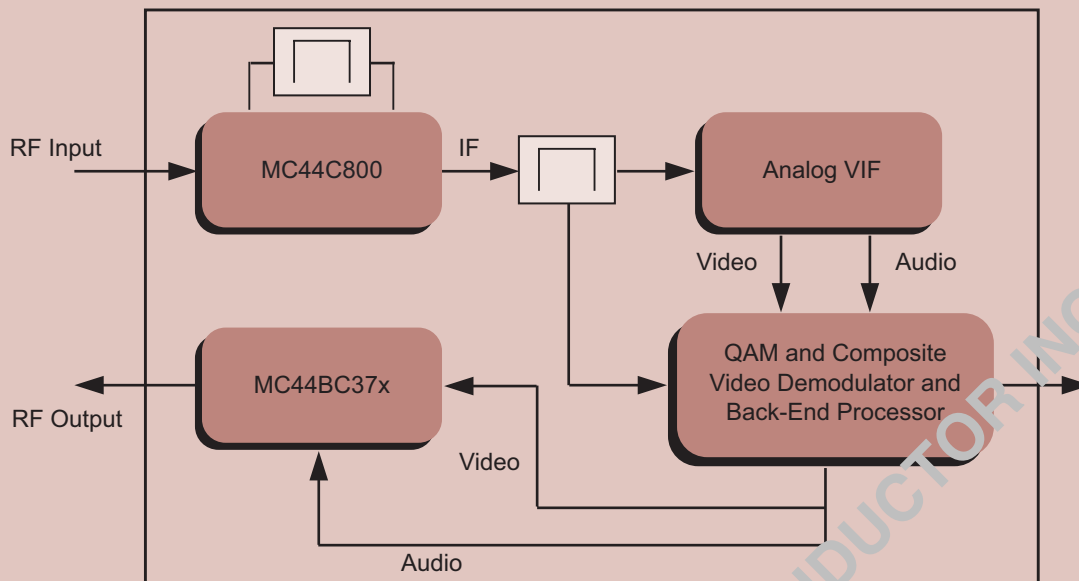 RF Input
MC44C800
IF
Analog VIF
Video
Audio
QAM and Composite
Video Demodulator and
Back-End Processor
MC44BC37x
RF Output
Video
Audio